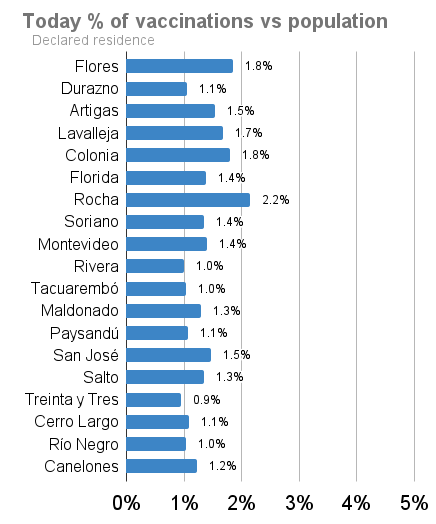 Today % of vaccinations vs population
Declared residence
Flores 1.8%
Durazno 1.1%
Artigas 1.5%
Lavalleja 1.7%
Colonia 1.8%
Florida 1.4%
Rocha 2.2%
Soriano 1.4%
Montevideo 1.4%
Rivera 1.0%
Tacuarembó 1.0%
Maldonado 1.3%
Paysandú 1.1%
San José 1.5%
Salto 1.3%
Treinta y Tres 0.9%
Cerro Largo 1.1%
Río Negro 1.0%
Canelones 1.2%
0% 1% 2% 3% 4% 5%